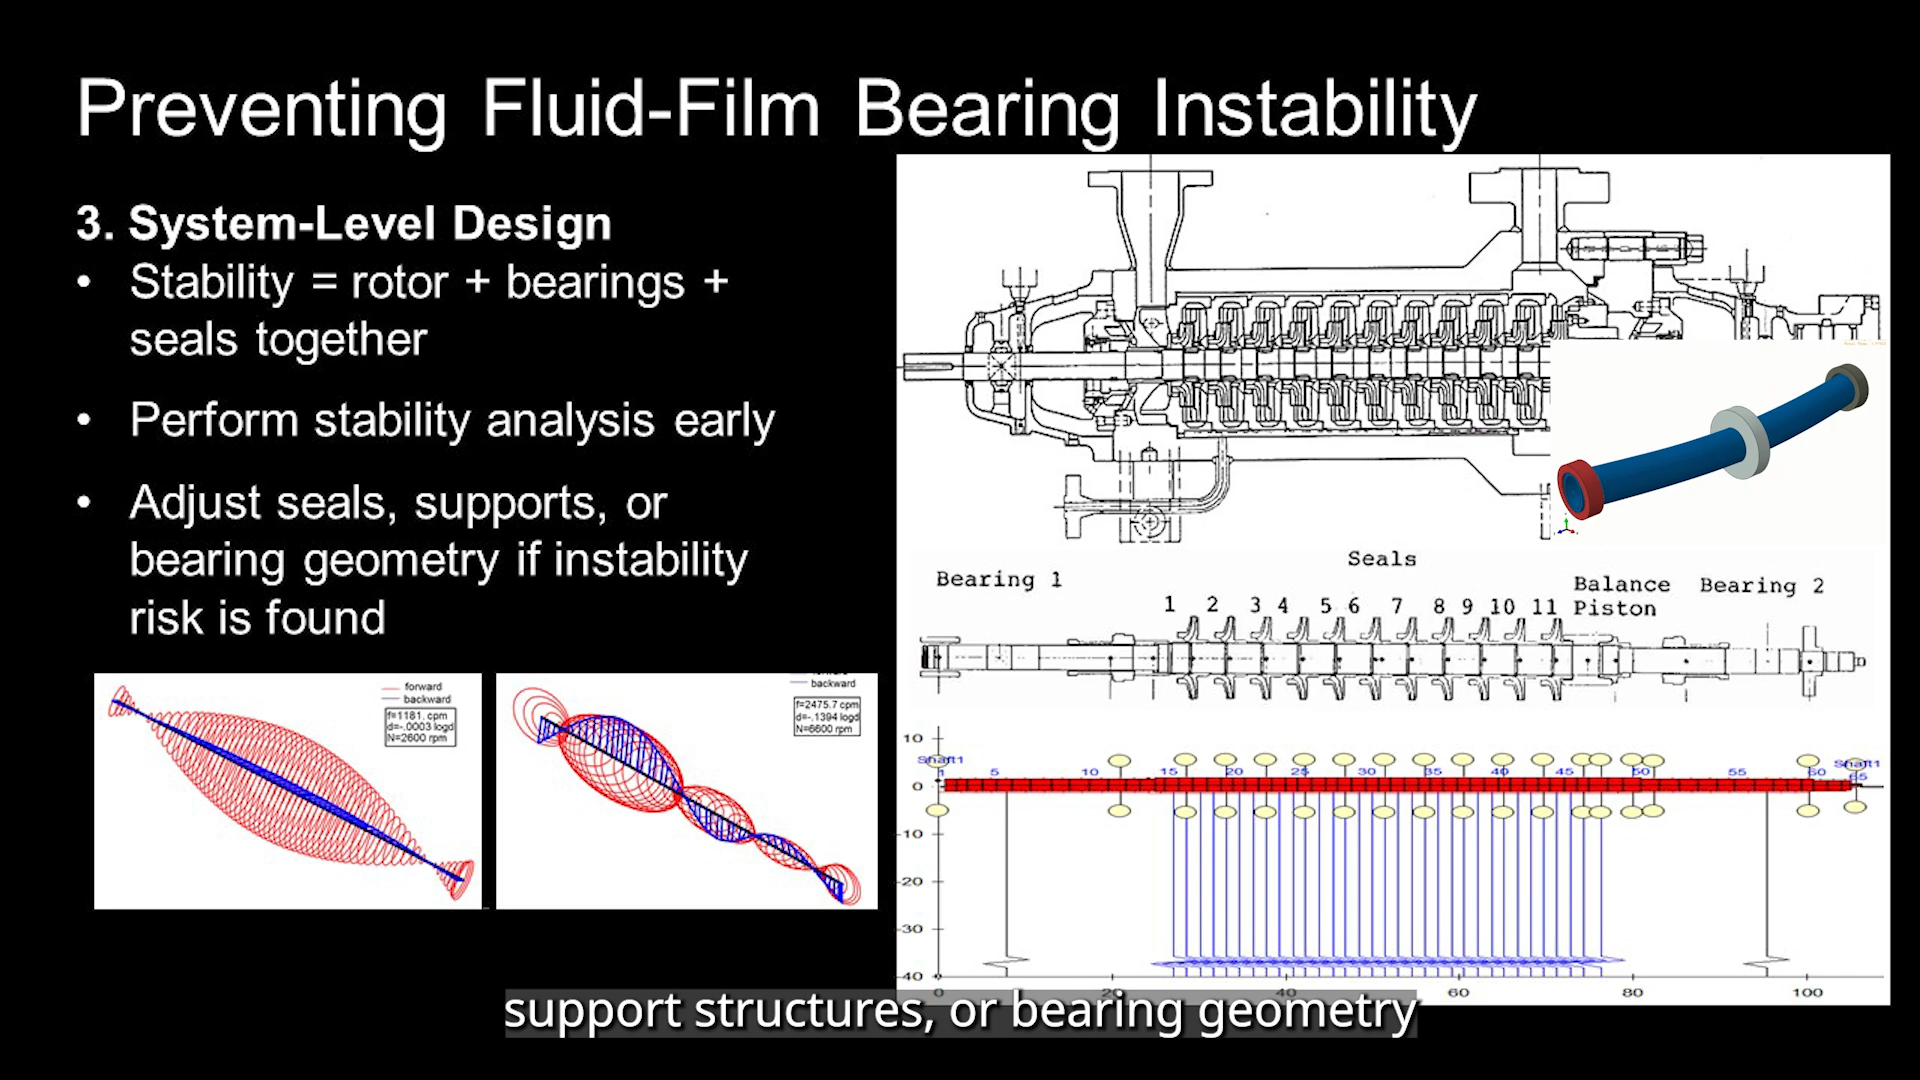 Preventing Fluid-Film Bearing Instability
3. System-Level Design
• Stability = rotor + bearings +
seals together
• Perform stability analysis early
• Adjust seals, supports, or
bearing geometry if instability
risk is found
forward
backward
f=1181. cpm
d=-.0003 logd
N=2600 rpm
backward
f=2475.7 cpm
d=-.1394 logd
N=6600 rpm
Seals
Bearing 1
Balance
Piston
Bearing 2
1 2 3 4 5 6 7 8 9 10 11
10
Shaft1
Shaft1
5 10 15 20 25 30 35 40 45 50 55 60 65
0
-10
-20
-30
-40
0 20 60 80 100
support structures, or bearing geometry